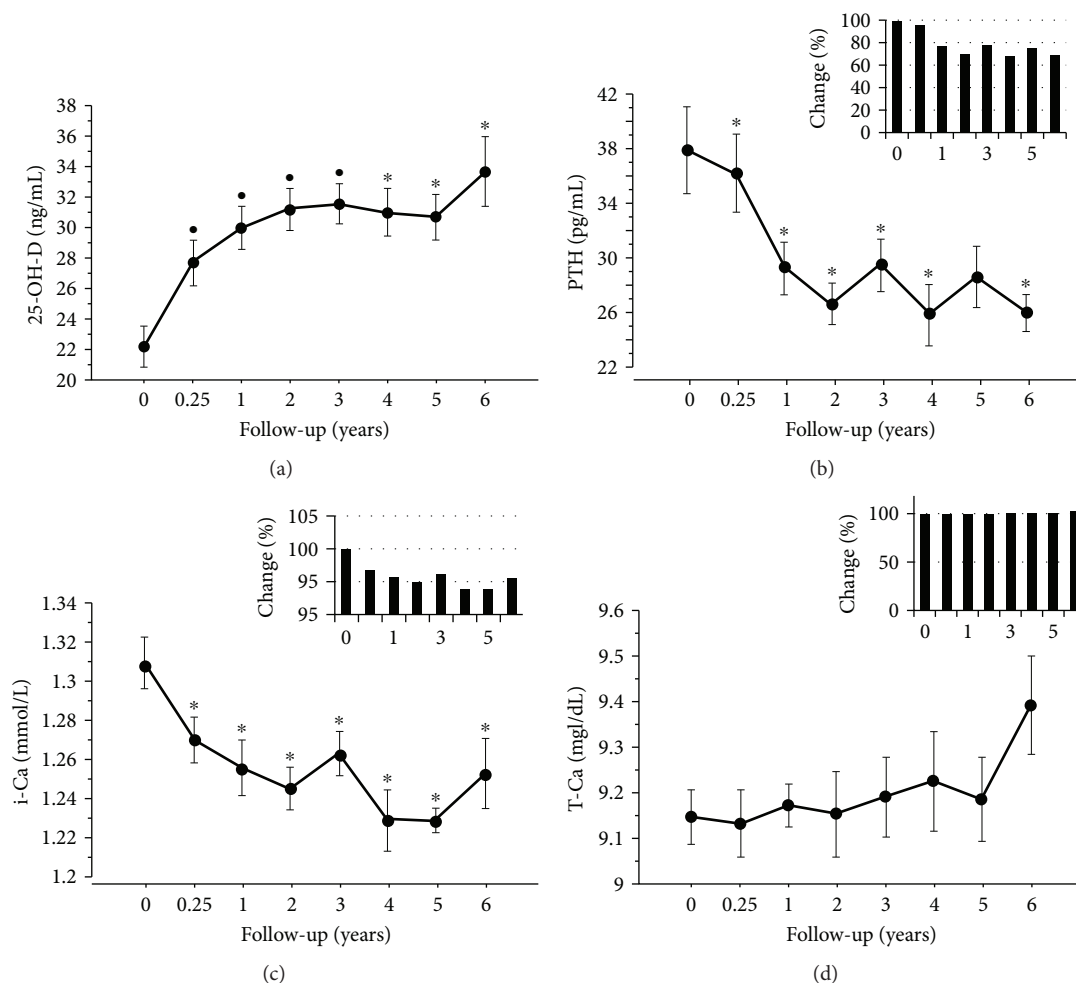 38
36
34
32
30
28
26
24
22
20
25-OH-D (ng/mL)
* * *
0 0.25 1 2 3 4 5 6
Follow-up (years)
(a)
100
80
60
40
20
0
Change (%)
0 1 3 5
42
38
36
30
26
22
PTH (pg/mL)
* * * * * *
0 0.25 1 2 3 4 5 6
Follow-up (years)
(b)
105
100
95
95
Change (%)
0 1 3 5
1.34
1.32
1.3
1.28
1.26
1.24
1.22
1.2
i-Ca (mmol/L)
* * * * * * *
0 0.25 1 2 3 4 5 6
Follow-up (years)
(c)
100
50
0
Change (%)
0 1 3 5
9.6
9.5
9.4
9.3
9.2
9.1
9
T-Ca (mgl/dL)
0 0.25 1 2 3 4 5 6
Follow-up (years)
(d)